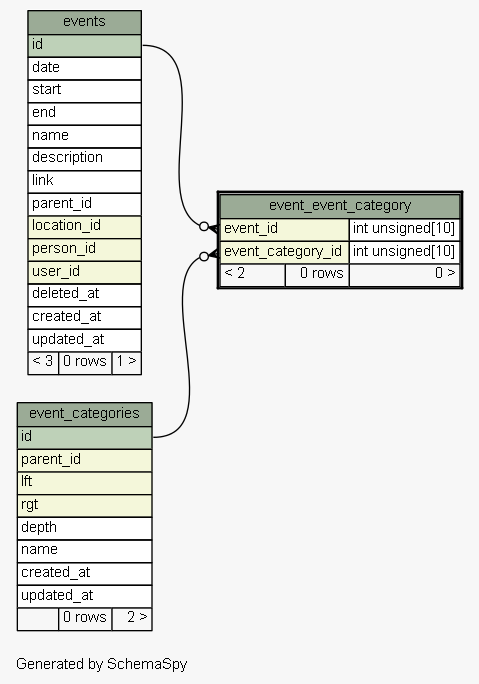 events
id
date
start
end
name
description
link
parent_id
location_id
person_id
user_id
deleted_at
created_at
updated_at
< 3 0 rows 1 >
event_event_category
event_id int unsigned[10]
event_category_id int unsigned[10]
< 2 0 rows 0 >
event_categories
id
parent_id
lft
rgt
depth
name
created_at
updated_at
0 rows 2 >
Generated by SchemaSpy